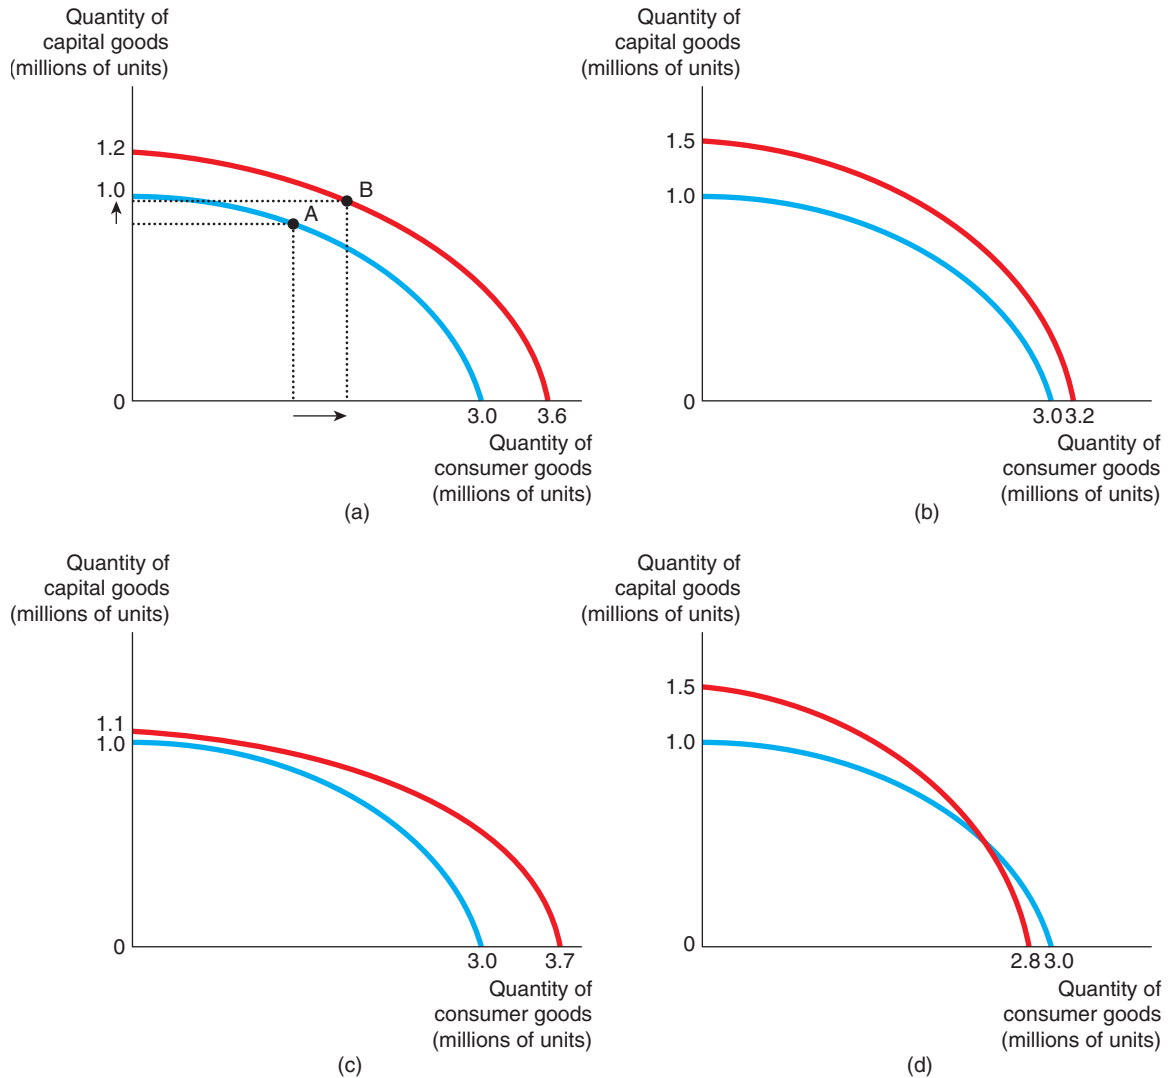 Quantity of
capital goods
(millions of units)
1.2
1.0
B
A
0
3.0
3.6
Quantity of
consumer goods
(millions of units)
(a)
Quantity of
capital goods
(millions of units)
1.5
1.0
0
3.0 3.2
Quantity of
consumer goods
(millions of units)
(b)
Quantity of
capital goods
(millions of units)
1.1
1.0
0
3.0
3.7
Quantity of
consumer goods
(millions of units)
(c)
Quantity of
capital goods
(millions of units)
1.5
1.0
0
2.8 3.0
Quantity of
consumer goods
(millions of units)
(d)